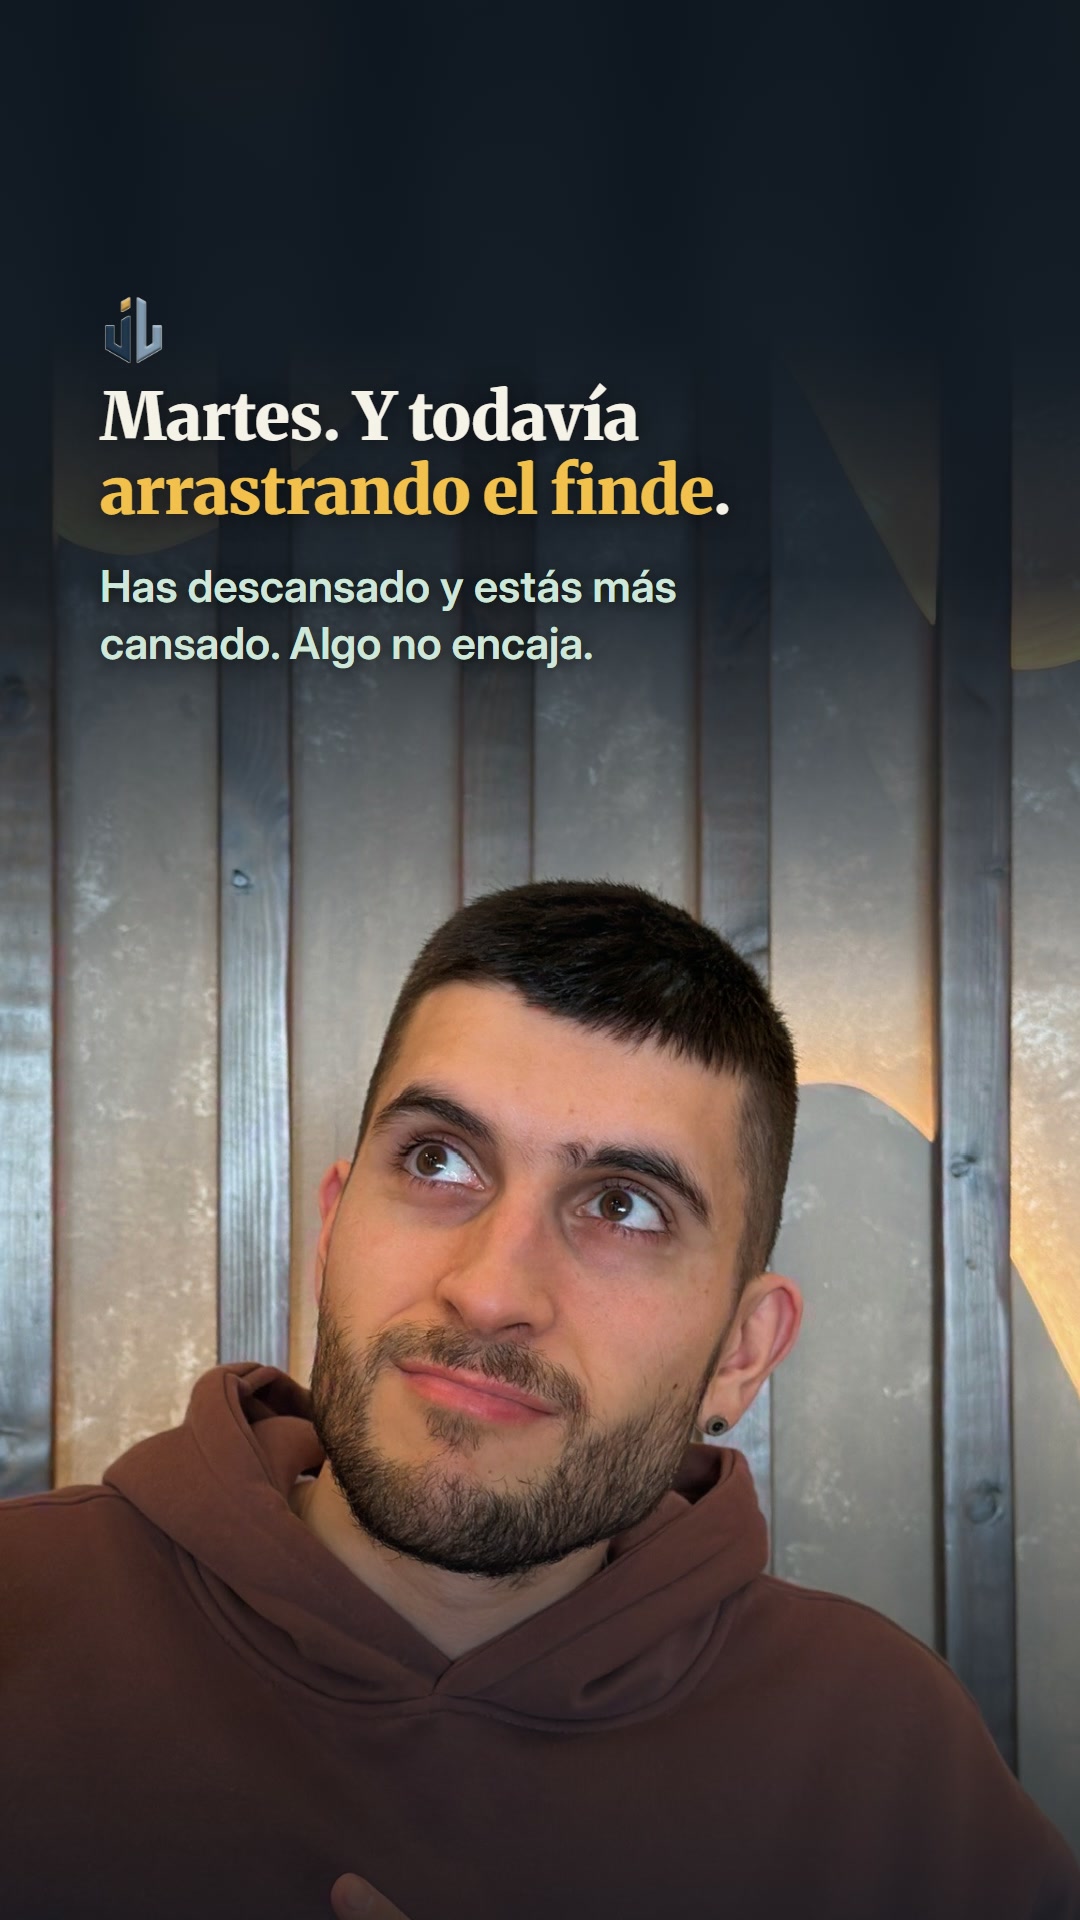 Martes. Y todavía
arrastrando el finde.
Has descansado y estás más
cansado. Algo no encaja.